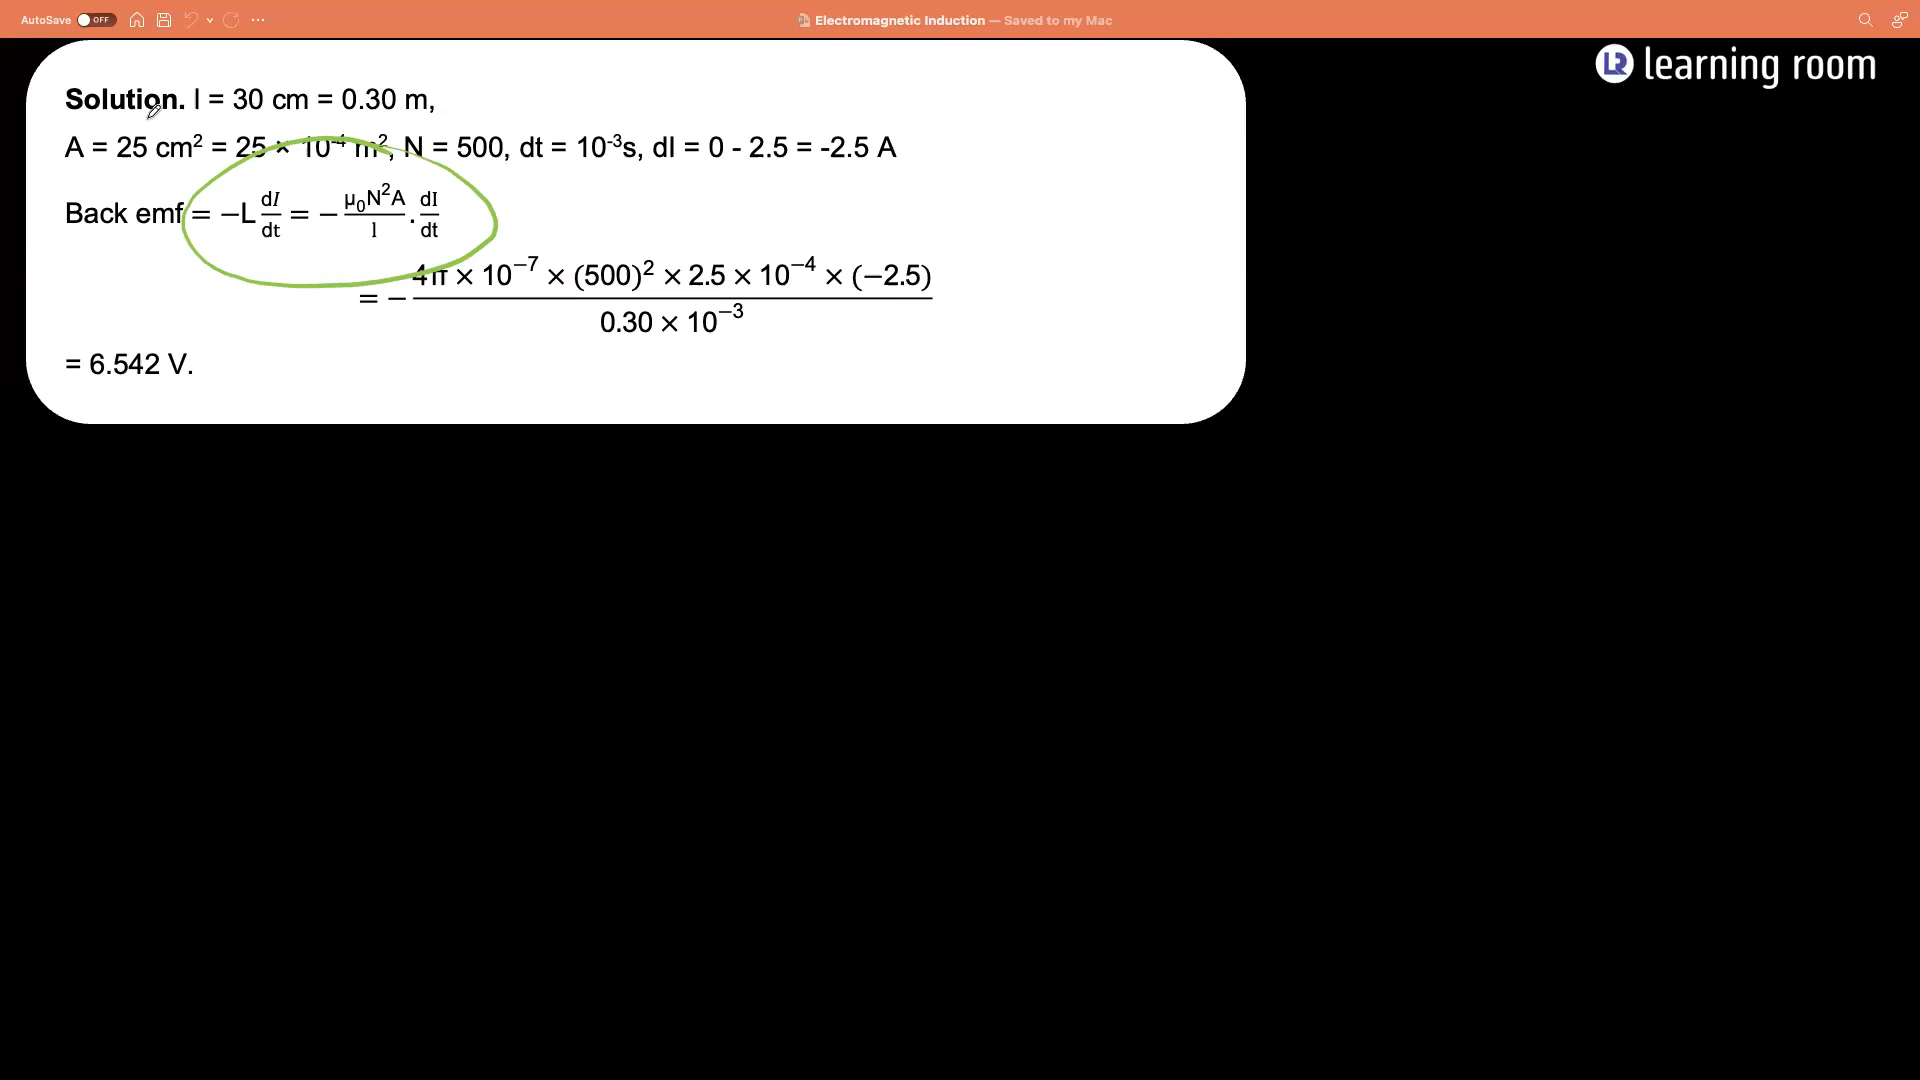 AutoSave OFF
Electromagnetic Induction — Saved to my Mac
LR learning room
Solution. l = 30 cm = 0.30 m,
A = 25 cm² = 25 × 10⁻⁴ m², N = 500, dt = 10⁻³s, dI = 0 - 2.5 = -2.5 A
Back emf = −L dI/dt = − μ₀N²A/l . dI/dt
= − 4π × 10⁻⁷ × (500)² × 2.5 × 10⁻⁴ × (−2.5) / 0.30 × 10⁻³
= 6.542 V.